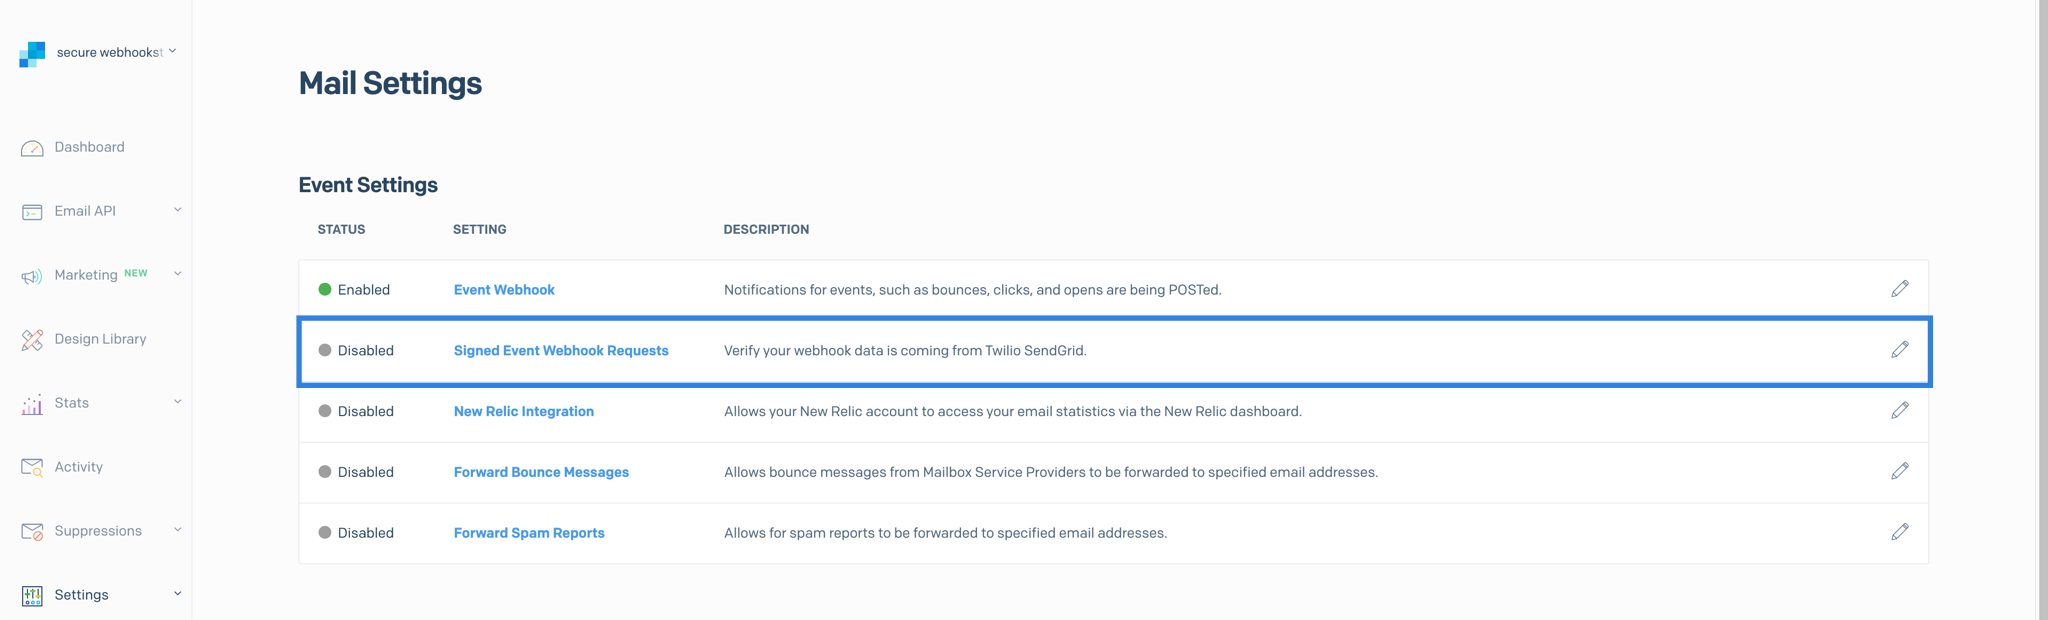 secure webhookst
Dashboard
Email API
Marketing NEW
Design Library
Stats
Activity
Suppressions
Settings
Mail Settings
Event Settings
STATUS SETTING DESCRIPTION
Enabled Event Webhook Notifications for events, such as bounces, clicks, and opens are being POSTed.
Disabled Signed Event Webhook Requests Verify your webhook data is coming from Twilio SendGrid.
Disabled New Relic Integration Allows your New Relic account to access your email statistics via the New Relic dashboard.
Disabled Forward Bounce Messages Allows bounce messages from Mailbox Service Providers to be forwarded to specified email addresses.
Disabled Forward Spam Reports Allows for spam reports to be forwarded to specified email addresses.